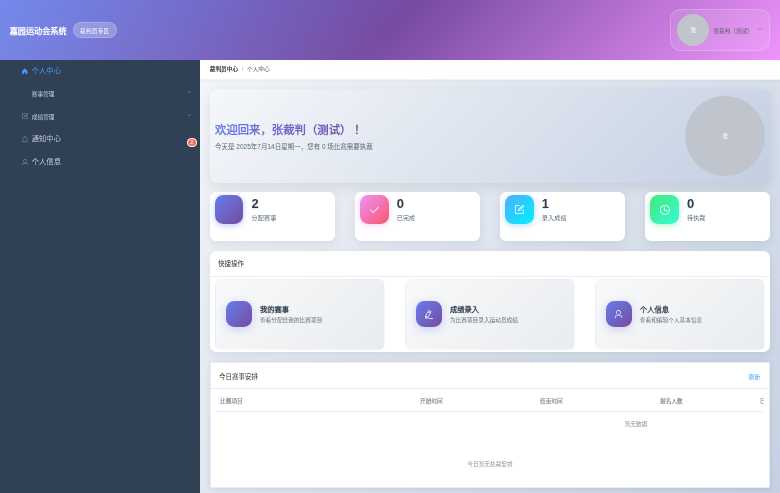 嘉园运动会系统
裁判员专区
张
张裁判（测试）
个人中心
赛事管理
成绩管理
通知中心
2
个人信息
裁判员中心 / 个人中心
欢迎回来，张裁判（测试）！
今天是 2025年7月14日星期一，您有 0 场比赛需要执裁
张
2
分配赛事
0
已完成
1
录入成绩
0
待执裁
快捷操作
我的赛事
查看分配给我的比赛项目
成绩录入
为比赛项目录入运动员成绩
个人信息
查看和编辑个人基本信息
今日赛事安排
刷新
比赛项目 开始时间 结束时间 报名人数
暂无数据
今日暂无执裁安排